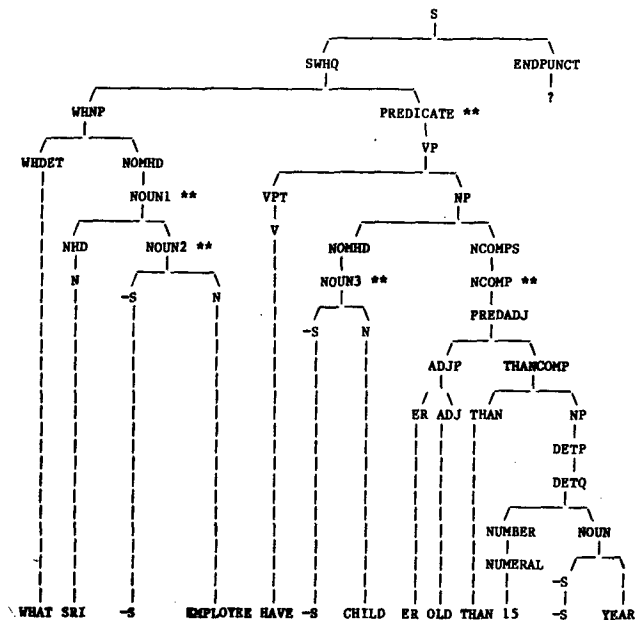 S
SWHQ ENDPUNCT
?
WHNP PREDICATE **
VP
WHDET NOMHD
NOUN1 ** VPT NP
V
NHD NOUN2 ** NOMHD NCOMPS
N NOUN3 ** NCOMP **
-S N
PREDADJ
-S N
ADJP THANCOMP
ER ADJ THAN NP
DETP
DETQ
NUMBER NOUN
NUMERAL
-S
WHAT SRI -S EMPLOYEE HAVE -S CHILD ER OLD THAN 15 -S YEAR